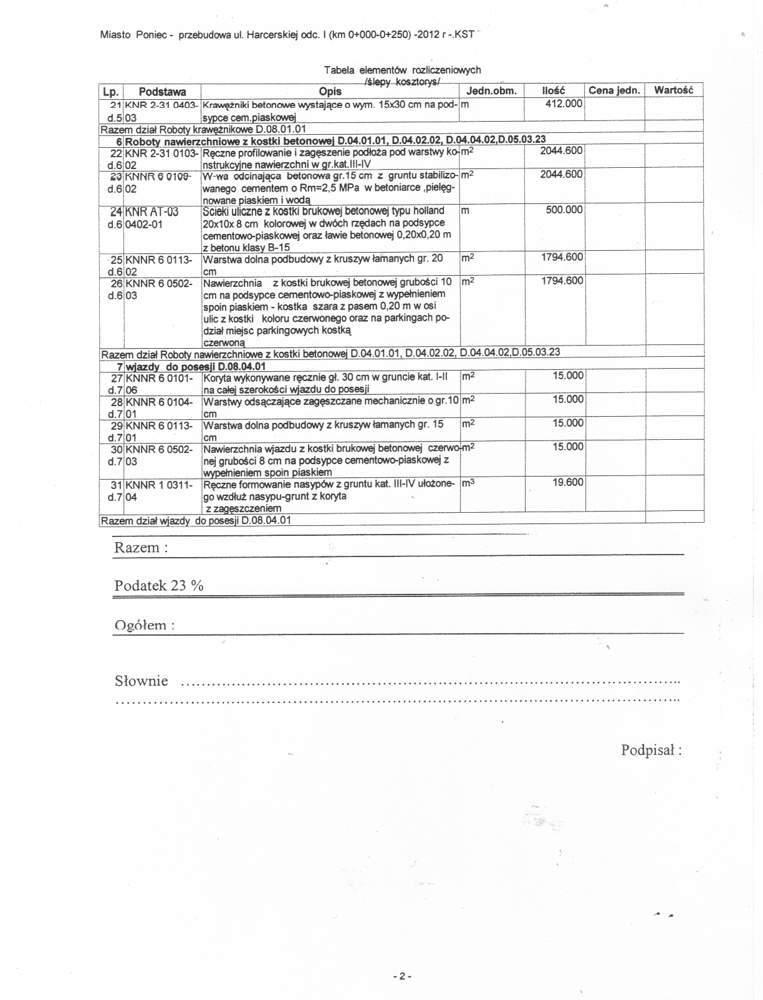 Miasto Poniec - przebudowa ul. Harcerskiej odc. I (km 0+000-0+250) -2012 r -.KST
Tabela elementów rozliczeniowych
/ślepy kosztorys/
Lp. Podstawa Opis Jedn.obm. Ilość Cena jedn. Wartość
21 KNR 2-31 0403- Krawężniki betonowe wystające o wym. 15x30 cm na pod- m 412.000
d.5 03 sypce cem.piaskowej
Razem dział Roboty krawężnikowe D.08.01.01
6 Roboty nawierzchniowe z kostki betonowej D.04.01.01, D.04.02.02, D.04.04.02,D.05.03.23
22 KNR 2-31 0103- Ręczne profilowanie i zagęszenie podłoża pod warstwy ko- m2 2044.600
d.6 02 nstrukcyjne nawierzchni w gr.kat.III-IV
23 KNNR 6 0109- W-wa odcinająca betonowa gr.15 cm z gruntu stabilizo- m2 2044.600
d.6 02 wanego cementem o Rm=2,5 MPa w betoniarce ,pielęg-
nowane piaskiem i wodą
24 KNR AT-03 Ścieki uliczne z kostki brukowej betonowej typu holland m 500.000
d.6 0402-01 20x10x 8 cm kolorowej w dwóch rzędach na podsypce
cementowo-piaskowej oraz ławie betonowej 0,20x0,20 m
z betonu klasy B-15
25 KNNR 6 0113- Warstwa dolna podbudowy z kruszyw łamanych gr. 20 m2 1794.600
d.6 02 cm
26 KNNR 6 0502- Nawierzchnia z kostki brukowej betonowej grubości 10 m2 1794.600
d.6 03 cm na podsypce cementowo-piaskowej z wypełnieniem
spoin piaskiem - kostka szara z pasem 0,20 m w osi
ulic z kostki koloru czerwonego oraz na parkingach po-
dział miejsc parkingowych kostką
czerwoną
Razem dział Roboty nawierzchniowe z kostki betonowej D.04.01.01, D.04.02.02, D.04.04.02,D.05.03.23
7 wjazdy do posesji D.08.04.01
27 KNNR 6 0101- Koryta wykonywane ręcznie gł. 30 cm w gruncie kat. I-II m2 15.000
d.7 06 na całej szerokości wjazdu do posesji
28 KNNR 6 0104- Warstwy odsączające zagęszczane mechanicznie o gr.10 m2 15.000
d.7 01 cm
29 KNNR 6 0113- Warstwa dolna podbudowy z kruszyw łamanych gr. 15 m2 15.000
d.7 01 cm
30 KNNR 6 0502- Nawierzchnia wjazdu z kostki brukowej betonowej czerwo- m2 15.000
d.7 03 nej grubości 8 cm na podsypce cementowo-piaskowej z
wypełnieniem spoin piaskiem
31 KNNR 1 0311- Ręczne formowanie nasypów z gruntu kat. III-IV ułożone- m3 19.600
d.7 04 go wzdłuż nasypu-grunt z koryta
z zagęszczeniem
Razem dział wjazdy do posesji D.08.04.01
Razem :
Podatek 23 %
Ogółem :
Słownie ........................................................................................................
......................................................................................................................
Podpisał :
- 2 -